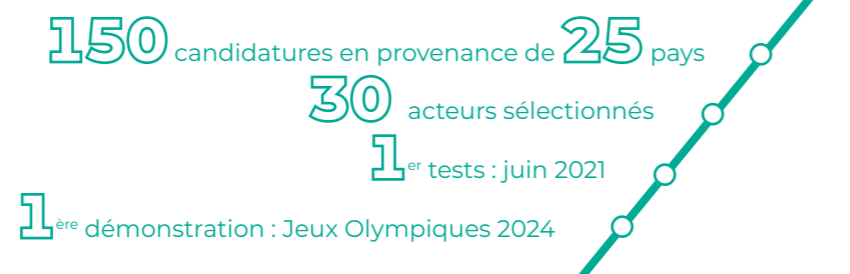 150 candidatures en provenance de 25 pays
30 acteurs sélectionnés
1er tests : juin 2021
1ère démonstration : Jeux Olympiques 2024